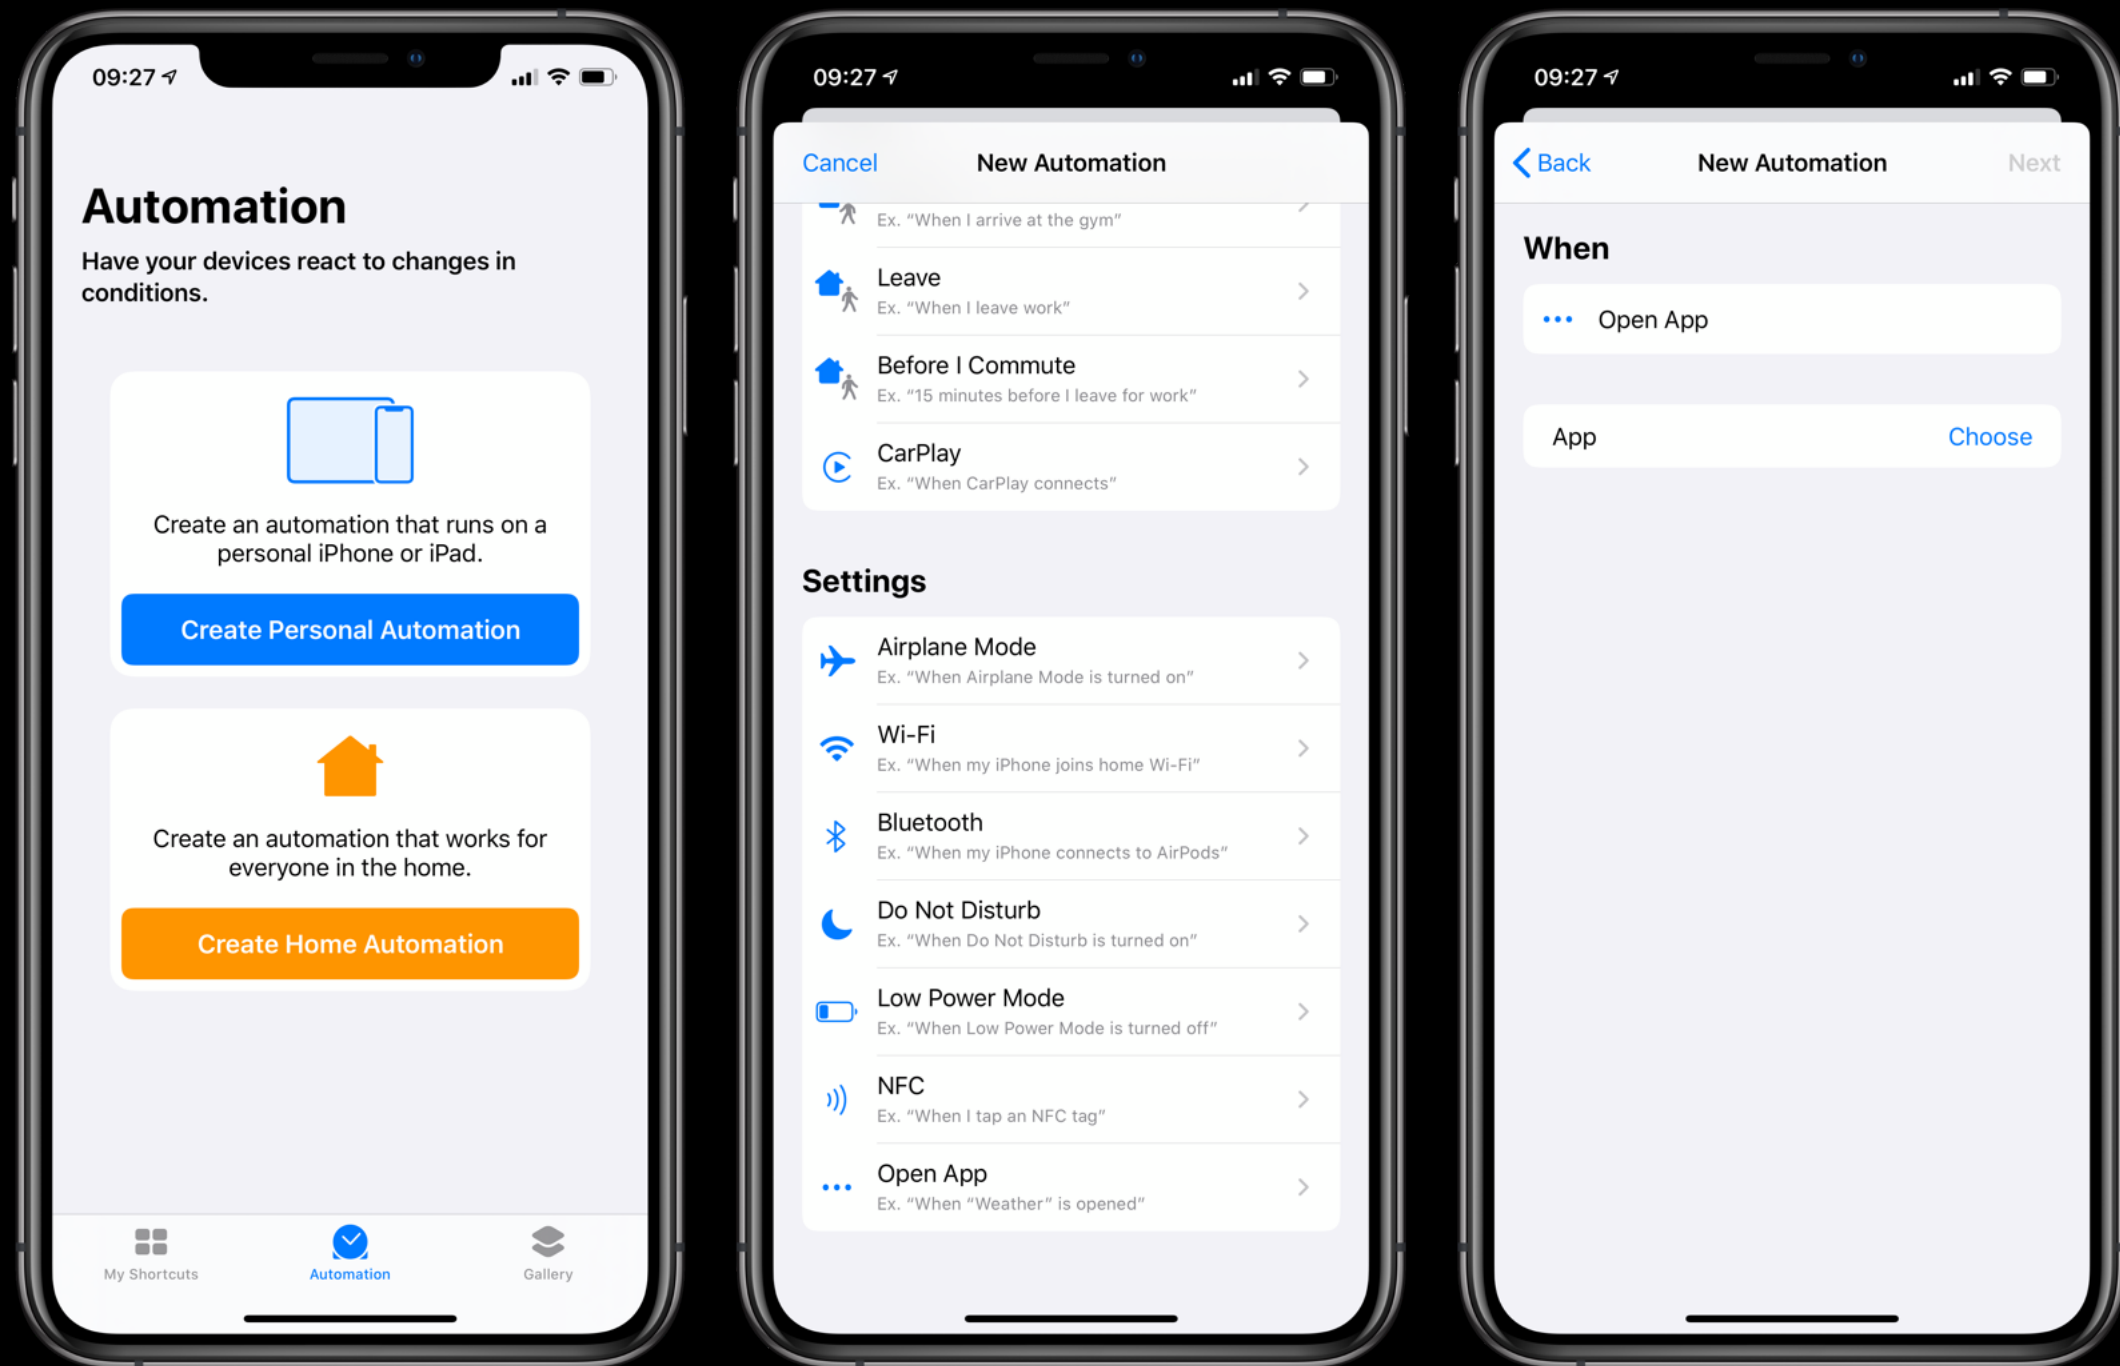 09:27
Automation
Have your devices react to changes in
conditions.
Create an automation that runs on a
personal iPhone or iPad.
Create Personal Automation
Create an automation that works for
everyone in the home.
Create Home Automation
My Shortcuts
Automation
Gallery
09:27
Cancel
New Automation
Ex. “When I arrive at the gym”
Leave
Ex. “When I leave work”
Before I Commute
Ex. “15 minutes before I leave for work”
CarPlay
Ex. “When CarPlay connects”
Settings
Airplane Mode
Ex. “When Airplane Mode is turned on”
Wi-Fi
Ex. “When my iPhone joins home Wi-Fi”
Bluetooth
Ex. “When my iPhone connects to AirPods”
Do Not Disturb
Ex. “When Do Not Disturb is turned on”
Low Power Mode
Ex. “When Low Power Mode is turned off”
NFC
Ex. “When I tap an NFC tag”
Open App
Ex. “When “Weather” is opened”
09:27
Back
New Automation
Next
When
Open App
App
Choose